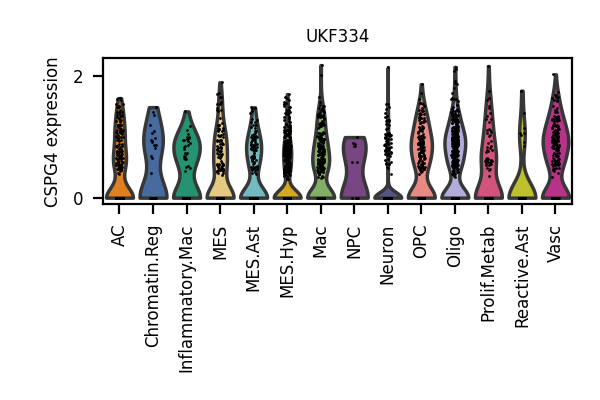 UKF334
CSPG4 expression
2
0
AC
Chromatin.Reg
Inflammatory.Mac
MES
MES.Ast
MES.Hyp
Mac
NPC
Neuron
OPC
Oligo
Prolif.Metab
Reactive.Ast
Vasc